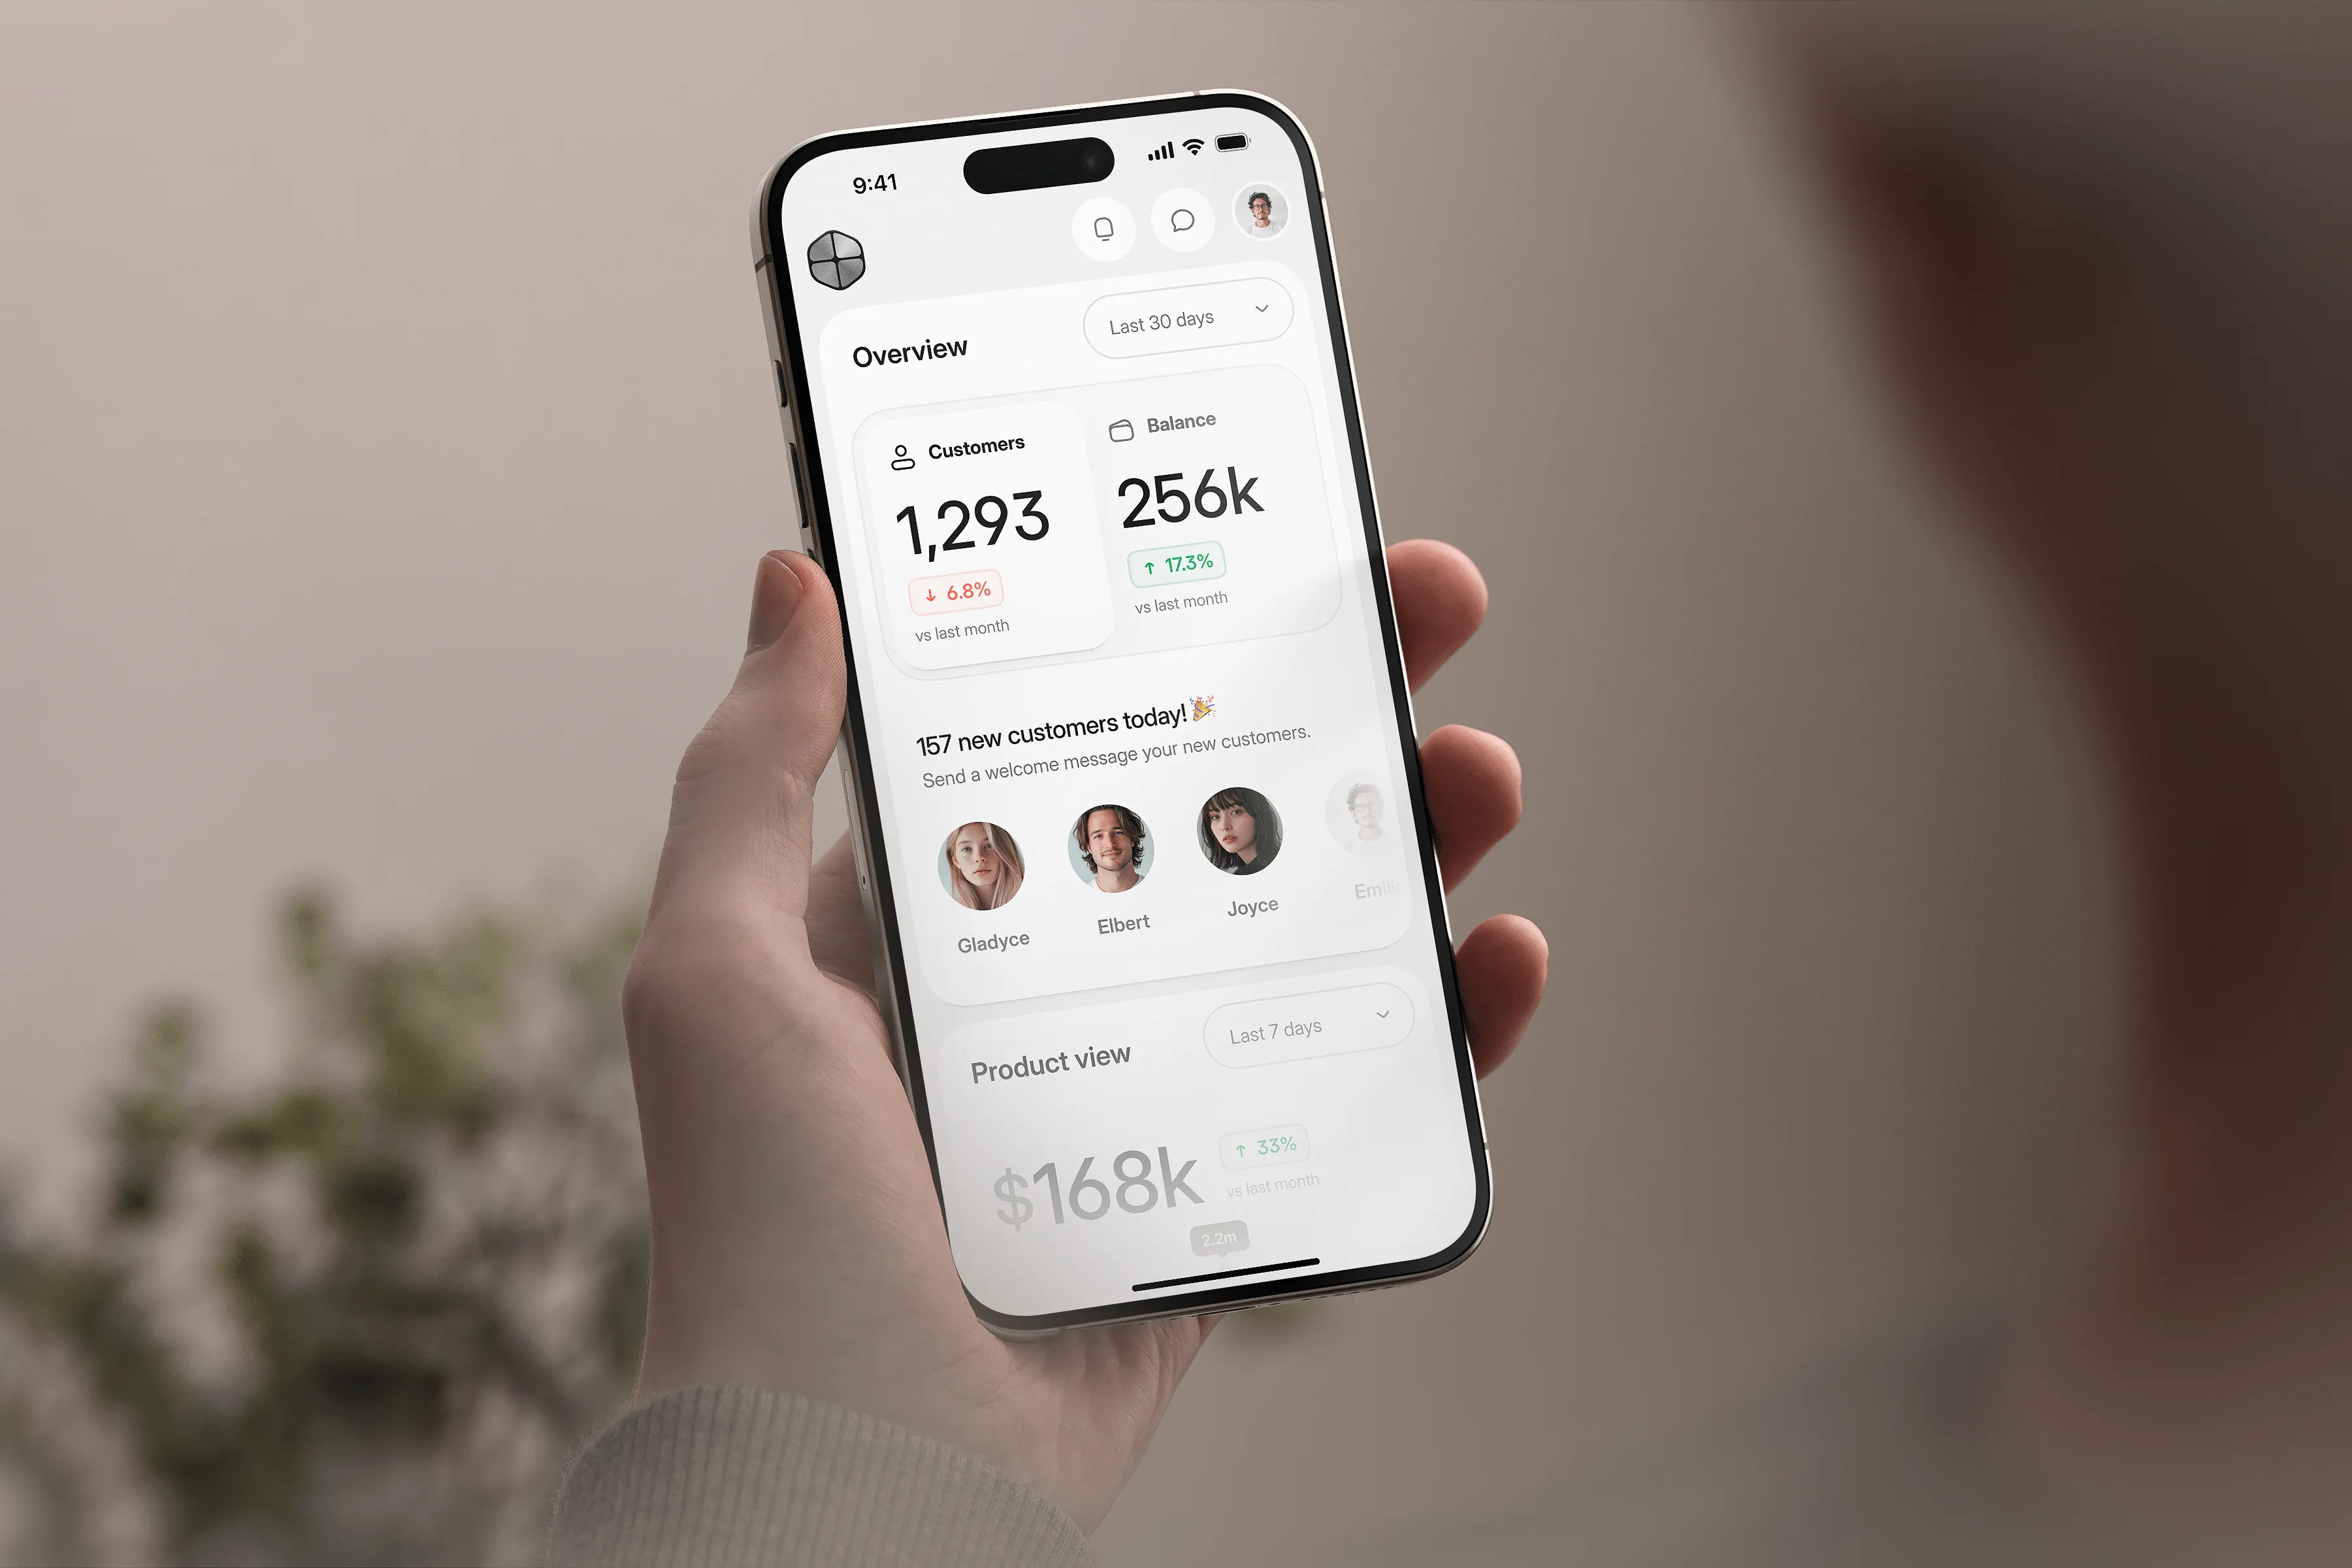 9:41
Overview
Last 30 days
Customers
Balance
1,293
256k
↓ 6.8%
↑ 17.3%
vs last month
vs last month
157 new customers today! 🎉
Send a welcome message your new customers.
Gladyce
Elbert
Joyce
Product view
Last 7 days
$168k
↑ 33%
vs last month
2.2m